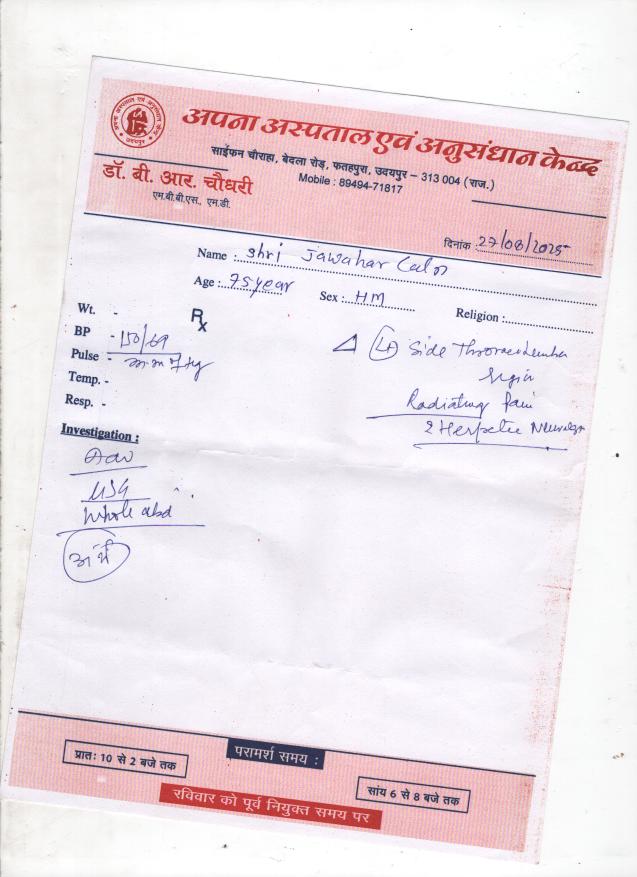 अपना अस्पताल एवं अनुसंधान केन्द्र
साईफन चौराहा, बेदला रोड़, फतहपुरा, उदयपुर – 313 004 (राज.)
Mobile : 89494-71817
डॉ. बी. आर. चौधरी
एम.बी.बी.एस., एम.डी.
दिनांक : 27/08/2025
Name : Shri Jawahar Lal
Age : 75 year Sex : HM Religion :
Wt. -
Rx
BP - 150/69
Pulse - mm of Hg
Temp. -
Resp. -
Side Thoracolumbar
Radiating Pain
Herpetic
Investigation :
USG
Whole abd
परामर्श समय :
प्रातः 10 से 2 बजे तक
सांय 6 से 8 बजे तक
रविवार को पूर्व नियुक्त समय पर